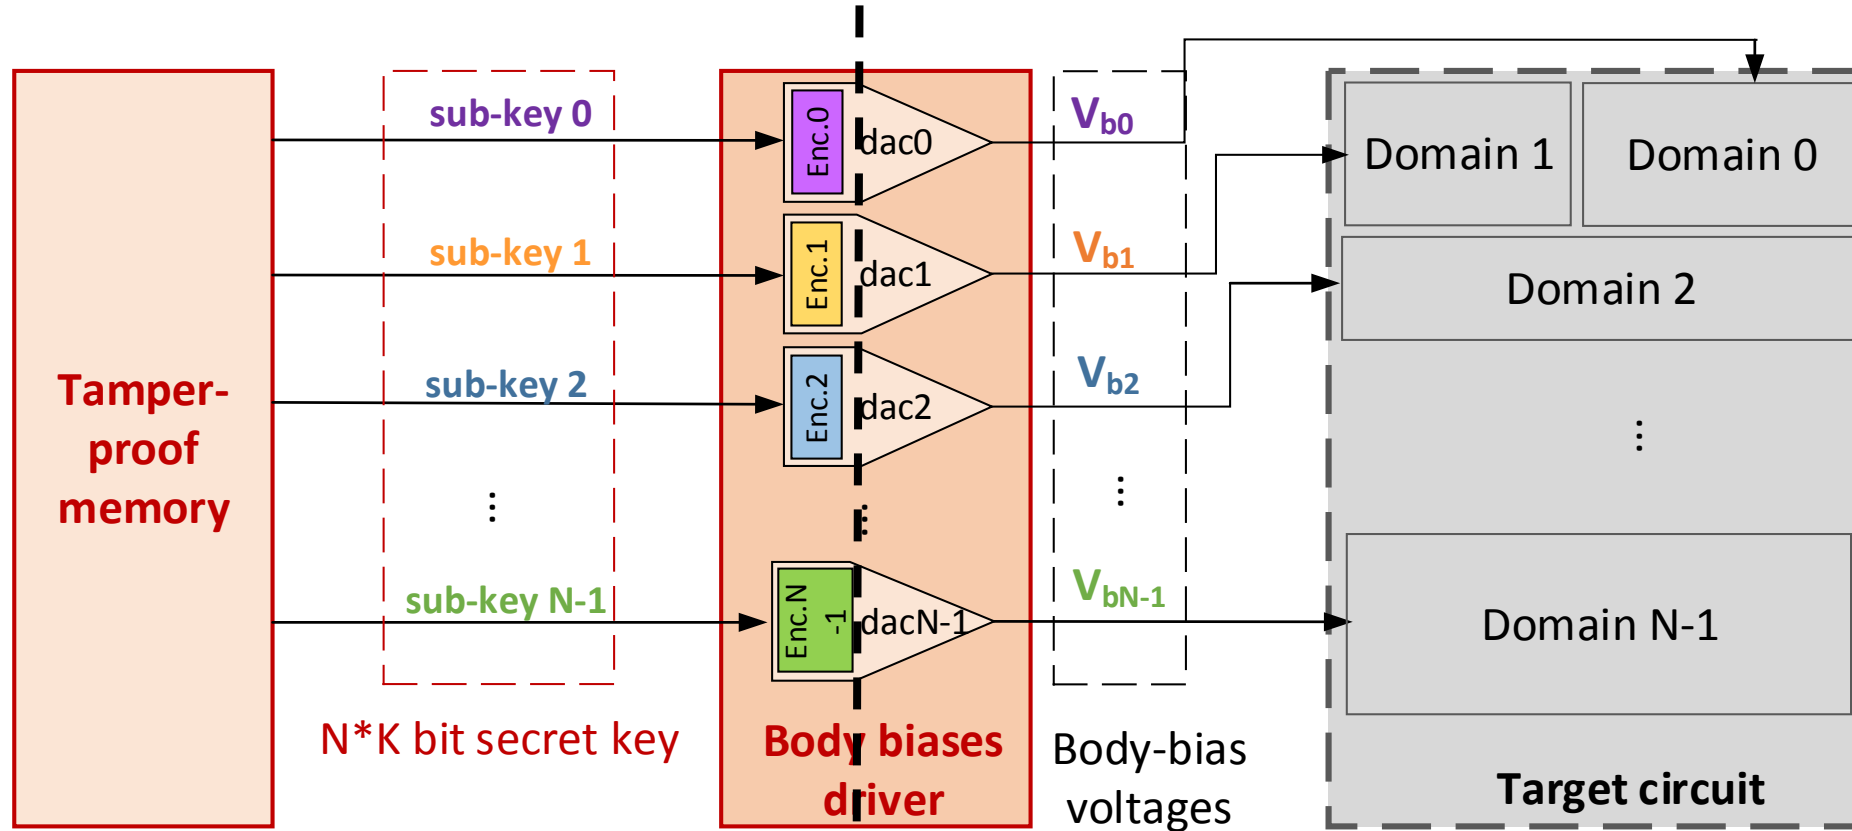 Tamper-
proof
memory
sub-key 0
sub-key 1
sub-key 2
⋮
sub-key N-1
N*K bit secret key
Enc.0
dac0
Enc.1
dac1
Enc.2
dac2
⋮
Enc.N
-1
dacN-1
Body biases
driver
Vb0
Vb1
Vb2
⋮
VbN-1
Body-bias
voltages
Domain 1
Domain 0
Domain 2
⋮
Domain N-1
Target circuit